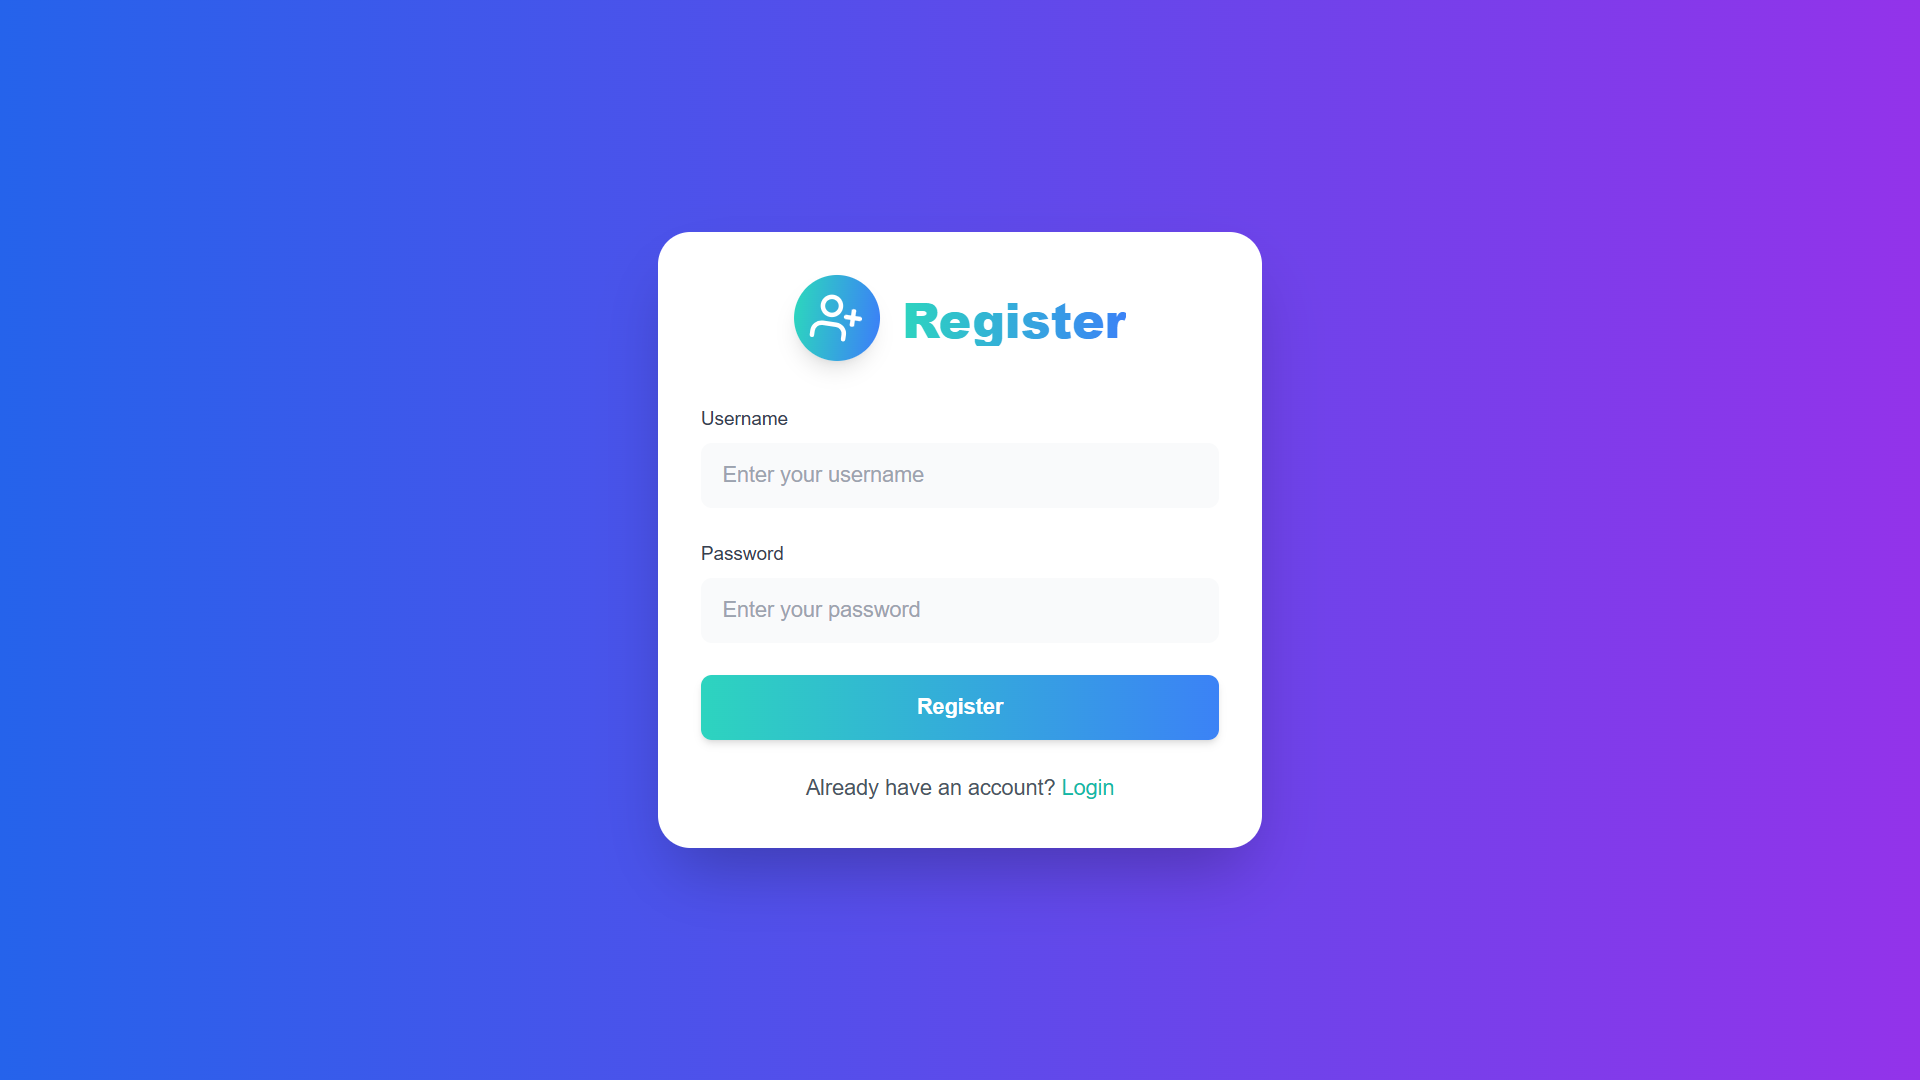 Register
Username
Enter your username
Password
Enter your password
Register
Already have an account? Login